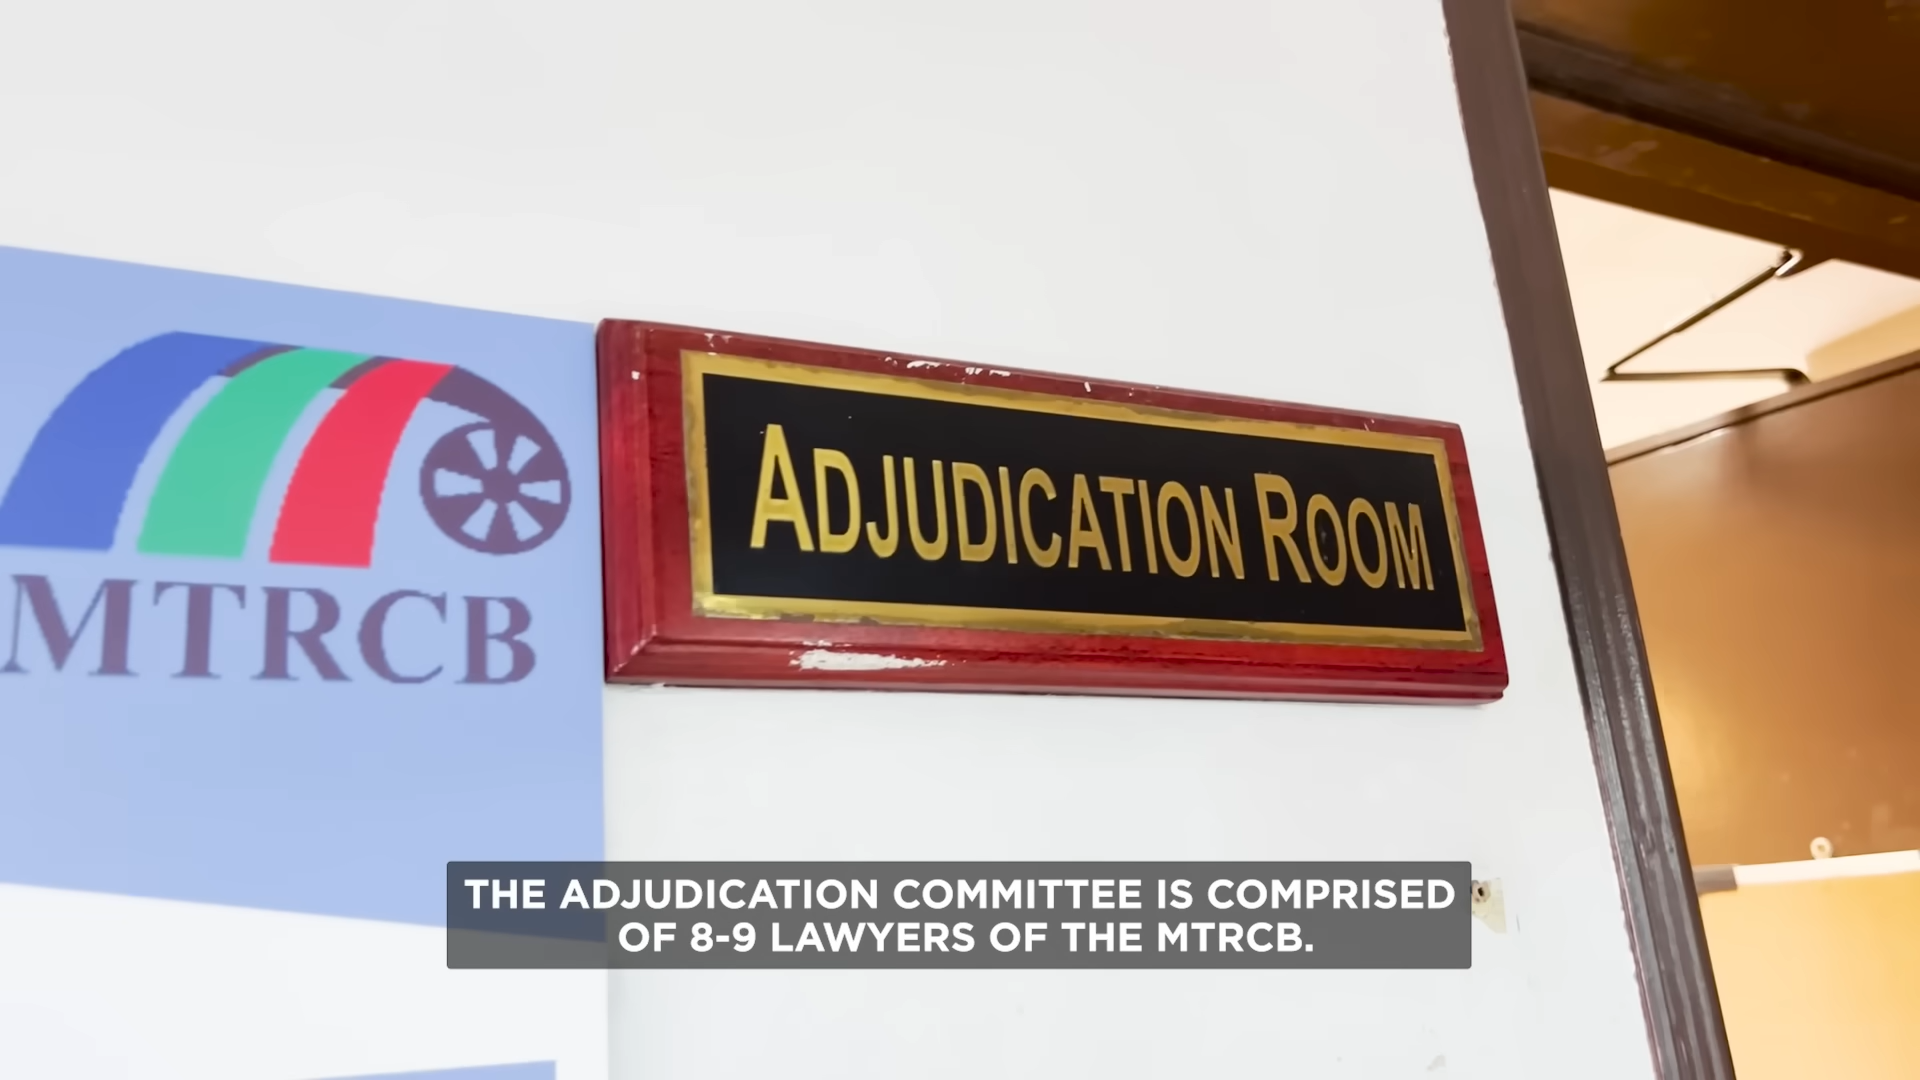 MTRCB
ADJUDICATION ROOM
THE ADJUDICATION COMMITTEE IS COMPRISED
OF 8-9 LAWYERS OF THE MTRCB.